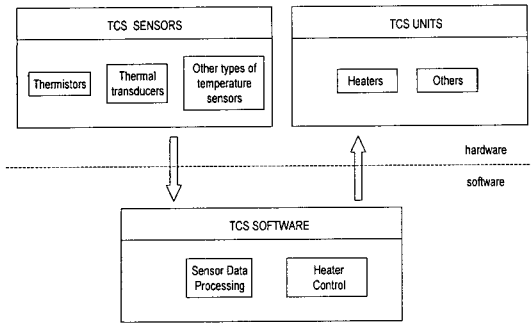 TCS SENSORS
Thermistors
Thermal
transducers
Other types of
temperature
sensors
TCS UNITS
Heaters
Others
hardware
software
TCS SOFTWARE
Sensor Data
Processing
Heater
Control